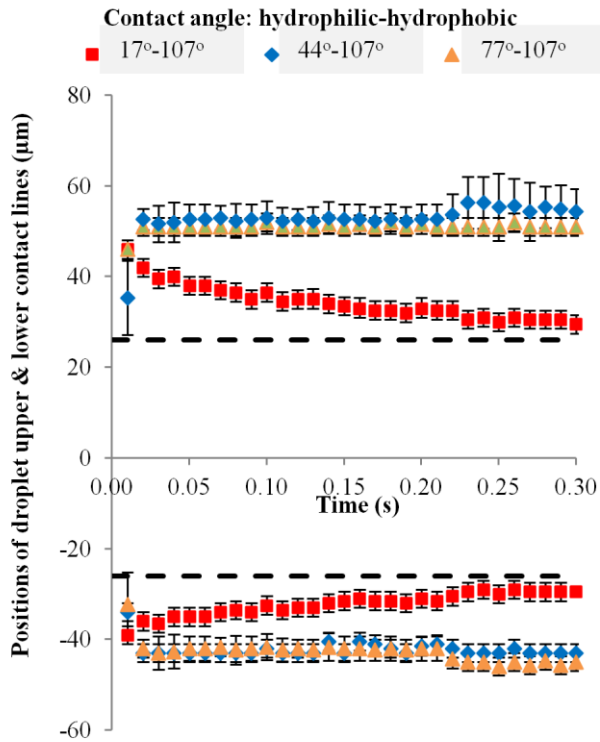 Contact angle: hydrophilic-hydrophobic
17°-107° 44°-107° 77°-107°
Positions of droplet upper & lower contact lines (μm)
80
60
40
20
0
0.00 0.05 0.10 0.15 0.20 0.25 0.30
Time (s)
-20
-40
-60